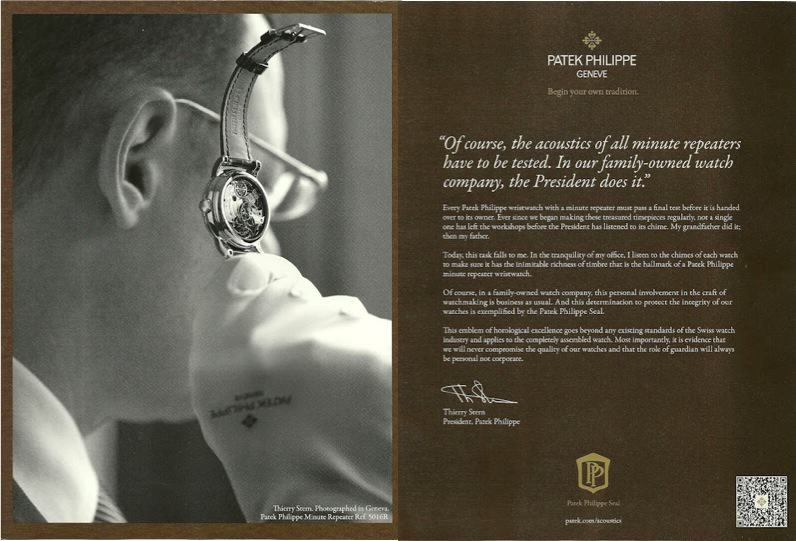 PATEK PHILIPPE
GENEVE
Thierry Stern. Photographed in Geneva.
Patek Philippe Minute Repeater Ref. 5016R
PATEK PHILIPPE
GENEVE
Begin your own tradition.
“Of course, the acoustics of all minute repeaters
have to be tested. In our family-owned watch
company, the President does it.”
Every Patek Philippe wristwatch with a minute repeater must pass a final test before it is handed
over to its owner. Ever since we began making these treasured timepieces regularly, not a single
one has left the workshops before the President has listened to its chime. My grandfather did it;
then my father.
Today, this task falls to me. In the tranquility of my office, I listen to the chimes of each watch
to make sure it has the inimitable richness of timbre that is the hallmark of a Patek Philippe
minute repeater wristwatch.
Of course, in a family-owned watch company, this personal involvement in the craft of
watchmaking is business as usual. And this determination to protect the integrity of our
watches is exemplified by the Patek Philippe Seal.
This emblem of horological excellence goes beyond any existing standards of the Swiss watch
industry and applies to the completely assembled watch. Most importantly, it is evidence that
we will never compromise the quality of our watches and that the role of guardian will always
be personal not corporate.
Thierry Stern
President, Patek Philippe
PP
Patek Philippe Seal
patek.com/acoustics